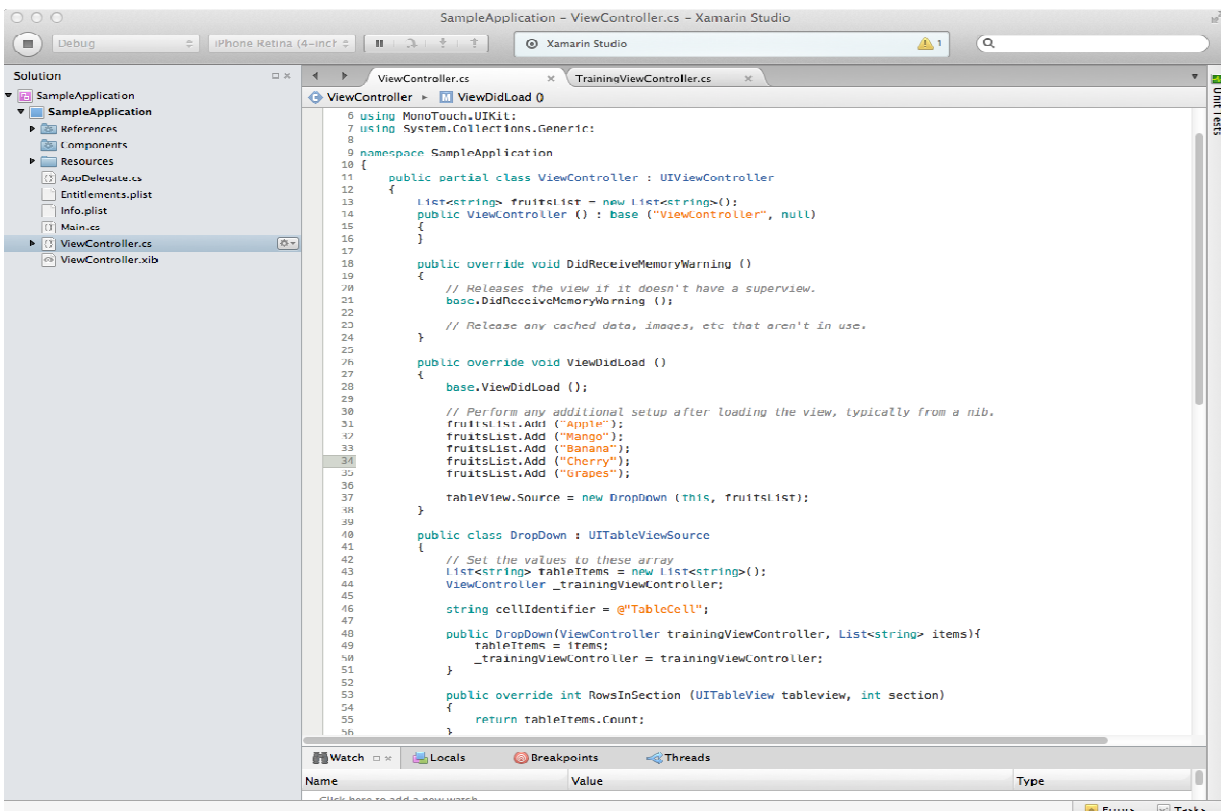 SampleApplication – ViewController.cs – Xamarin Studio
Debug
iPhone Retina (4-inch
Xamarin Studio
1
Solution
SampleApplication
SampleApplication
References
Components
Resources
AppDelegate.cs
Entitlements.plist
Info.plist
Main.cs
ViewController.cs
ViewController.xib
ViewController.cs
TrainingViewController.cs
ViewController
M ViewDidLoad ()
6 using MonoTouch.UIKit;
7 using System.Collections.Generic;
8
9 namespace SampleApplication
10 {
11 public partial class ViewController : UIViewController
12 {
13 List<string> fruitsList = new List<string>();
14 public ViewController () : base ("ViewController", null)
15 {
16 }
17
18 public override void DidReceiveMemoryWarning ()
19 {
20 // Releases the view if it doesn't have a superview.
21 base.DidReceiveMemoryWarning ();
22
23 // Release any cached data, images, etc that aren't in use.
24 }
25
26 public override void ViewDidLoad ()
27 {
28 base.ViewDidLoad ();
29
30 // Perform any additional setup after loading the view, typically from a nib.
31 fruitsList.Add ("Apple");
32 fruitsList.Add ("Mango");
33 fruitsList.Add ("Banana");
34 fruitsList.Add ("Cherry");
35 fruitsList.Add ("Grapes");
36
37 tableView.Source = new DropDown (this, fruitsList);
38 }
39
40 public class DropDown : UITableViewSource
41 {
42 // Set the values to these array
43 List<string> tableItems = new List<string>();
44 ViewController _trainingViewController;
45
46 string cellIdentifier = @"TableCell";
47
48 public DropDown(ViewController trainingViewController, List<string> items){
49 tableItems = items;
50 _trainingViewController = trainingViewController;
51 }
52
53 public override int RowsInSection (UITableView tableview, int section)
54 {
55 return tableItems.Count;
56 }
Unit Tests
Watch
Locals
Breakpoints
Threads
Name
Value
Type
Click here to add a new watch
Errors
Tasks